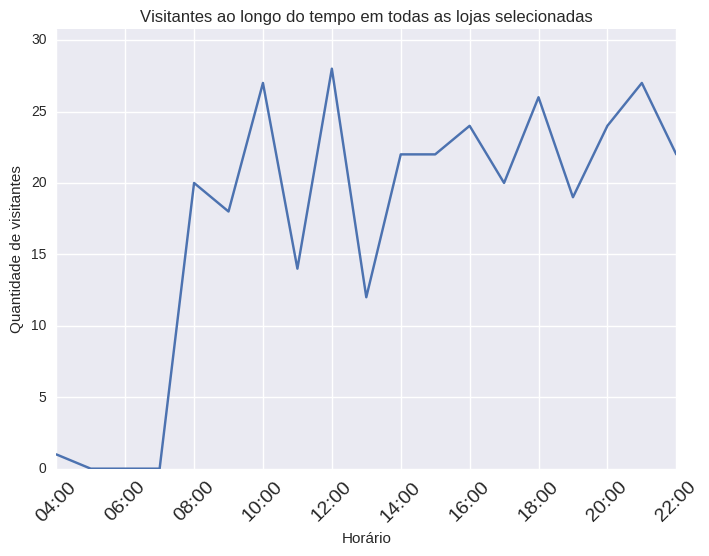 Visitantes ao longo do tempo em todas as lojas selecionadas
Quantidade de visitantes
30
25
20
15
10
5
0
04:00 06:00 08:00 10:00 12:00 14:00 16:00 18:00 20:00 22:00
Horário